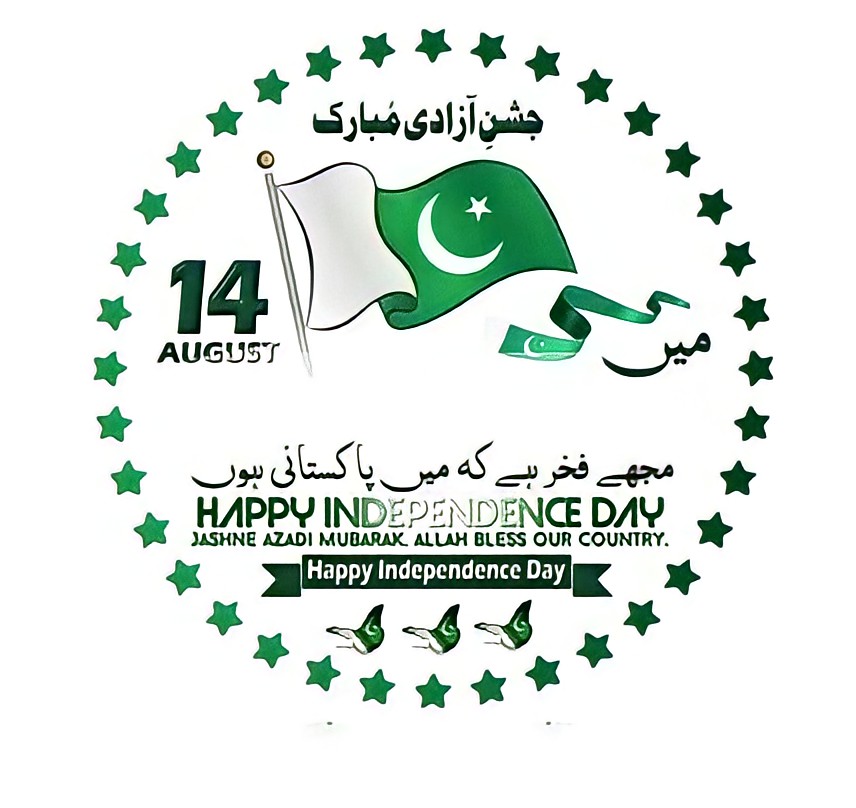 جشنِ آزادی مُبارک
14
AUGUST
میں
مجھے فخر ہے کہ میں پاکستانی ہوں
HAPPY INDEPENDENCE DAY
JASHNE AZADI MUBARAK. ALLAH BLESS OUR COUNTRY.
Happy Independence Day